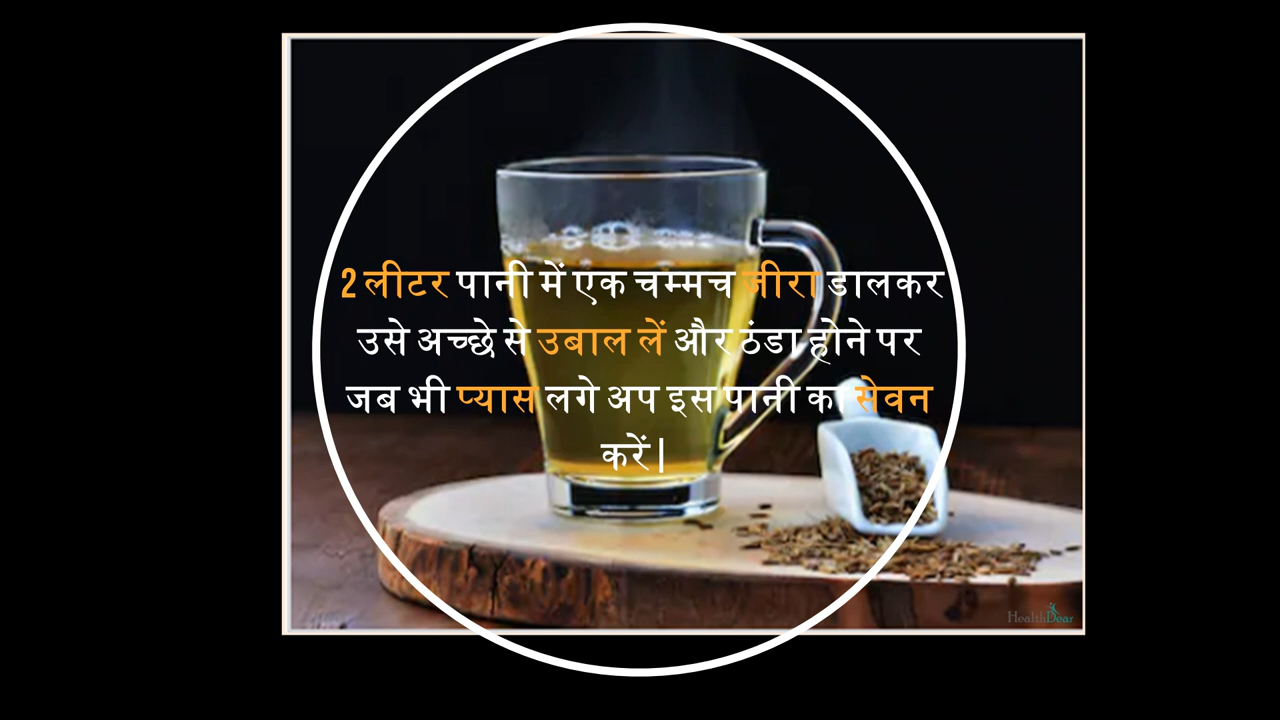 2 लीटर पानी में एक चम्मच जीरा डालकर
उसे अच्छे से उबाल लें और ठंडा होने पर
जब भी प्यास लगे अप इस पानी का सेवन
करें|
HealthDear